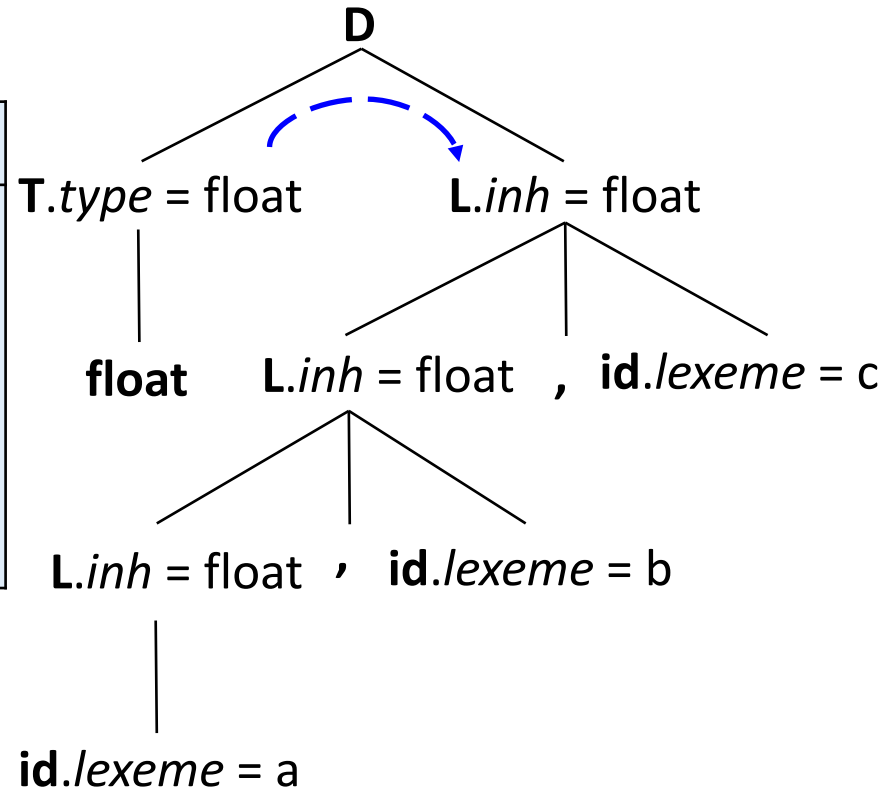 D
T.type = float L.inh = float
float L.inh = float , id.lexeme = c
L.inh = float , id.lexeme = b
id.lexeme = a